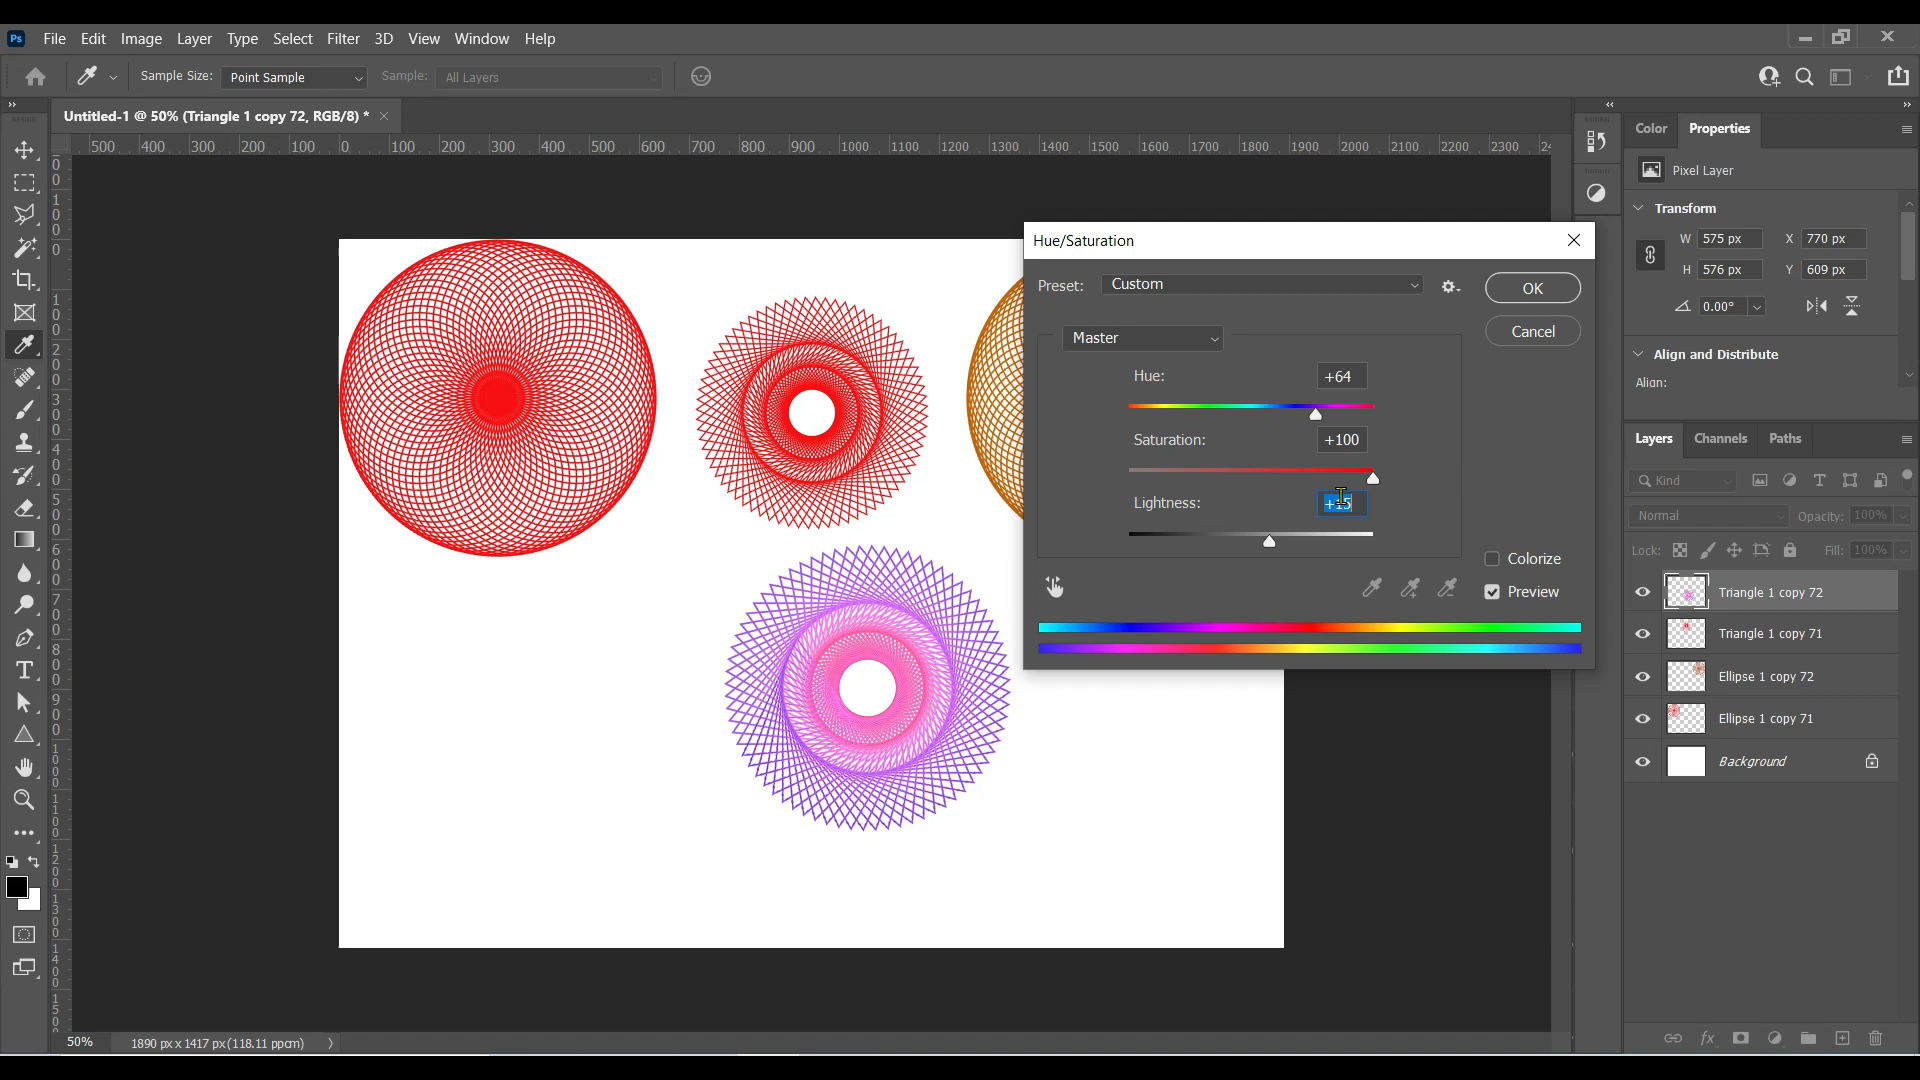 Ps File Edit Image Layer Type Select Filter 3D View Window Help
Sample Size: Point Sample Sample: All Layers
Untitled-1 @ 50% (Triangle 1 copy 72, RGB/8) *
500 400 300 200 100 0 100 200 300 400 500 600 700 800 900 1000 1100 1200 1300 1400 1500 1600 1700 1800 1900 2000 2100 2200 2300
Hue/Saturation
Preset: Custom
OK
Cancel
Master
Hue: +64
Saturation: +100
Lightness: +15
Colorize
Preview
Color Properties
Pixel Layer
Transform
W 575 px X 770 px
H 576 px Y 609 px
0.00°
Align and Distribute
Align:
Layers Channels Paths
Kind
Normal Opacity: 100%
Lock: Fill: 100%
Triangle 1 copy 72
Triangle 1 copy 71
Ellipse 1 copy 72
Ellipse 1 copy 71
Background
fx
50% 1890 px x 1417 px (118.11 ppcm)